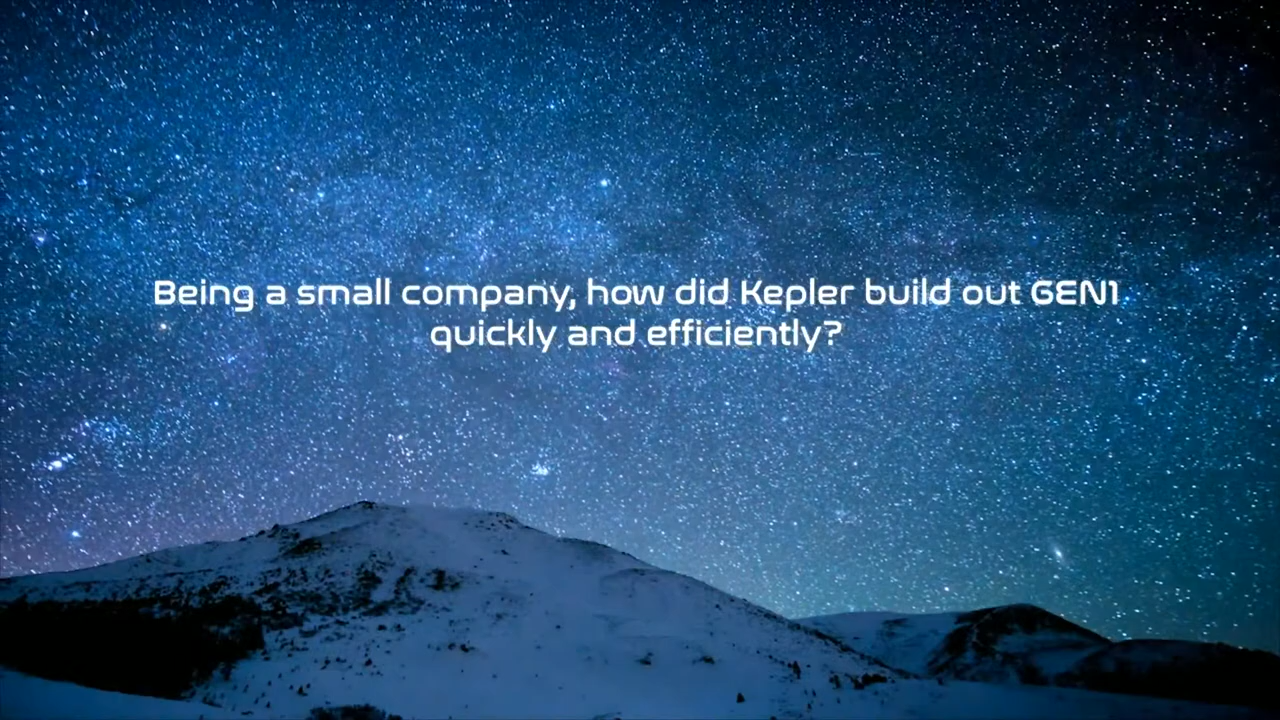 Being a small company, how did Kepler build out GEN1
quickly and efficiently?